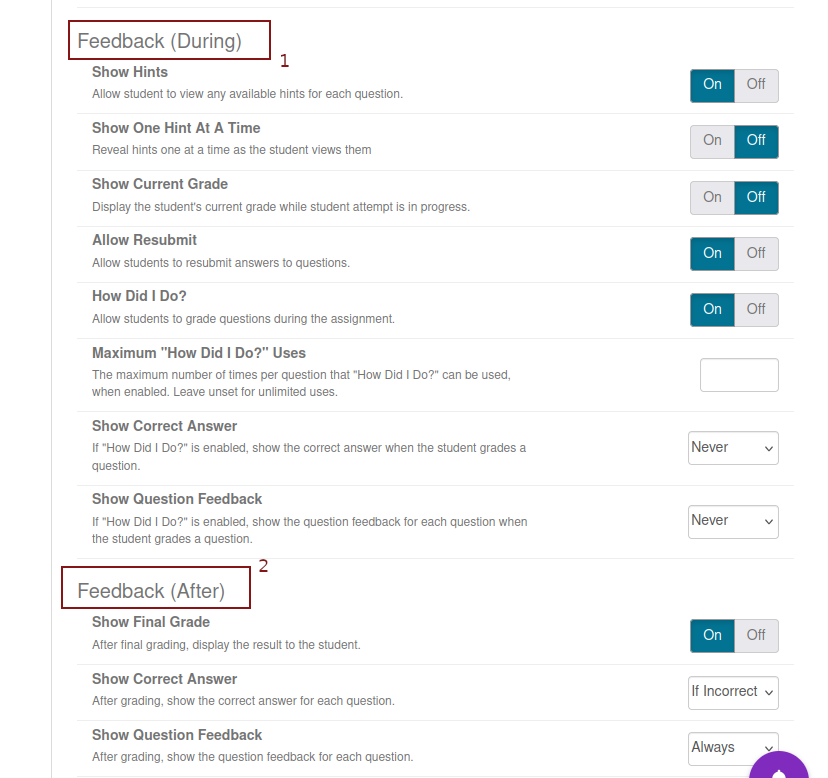 Feedback (During)
1
Show Hints
Allow student to view any available hints for each question.
On Off
Show One Hint At A Time
Reveal hints one at a time as the student views them
On Off
Show Current Grade
Display the student's current grade while student attempt is in progress.
On Off
Allow Resubmit
Allow students to resubmit answers to questions.
On Off
How Did I Do?
Allow students to grade questions during the assignment.
On Off
Maximum "How Did I Do?" Uses
The maximum number of times per question that "How Did I Do?" can be used,
when enabled. Leave unset for unlimited uses.
Show Correct Answer
If "How Did I Do?" is enabled, show the correct answer when the student grades a
question.
Never
Show Question Feedback
If "How Did I Do?" is enabled, show the question feedback for each question when
the student grades a question.
Never
2
Feedback (After)
Show Final Grade
After final grading, display the result to the student.
On Off
Show Correct Answer
After grading, show the correct answer for each question.
If Incorrect
Show Question Feedback
After grading, show the question feedback for each question.
Always